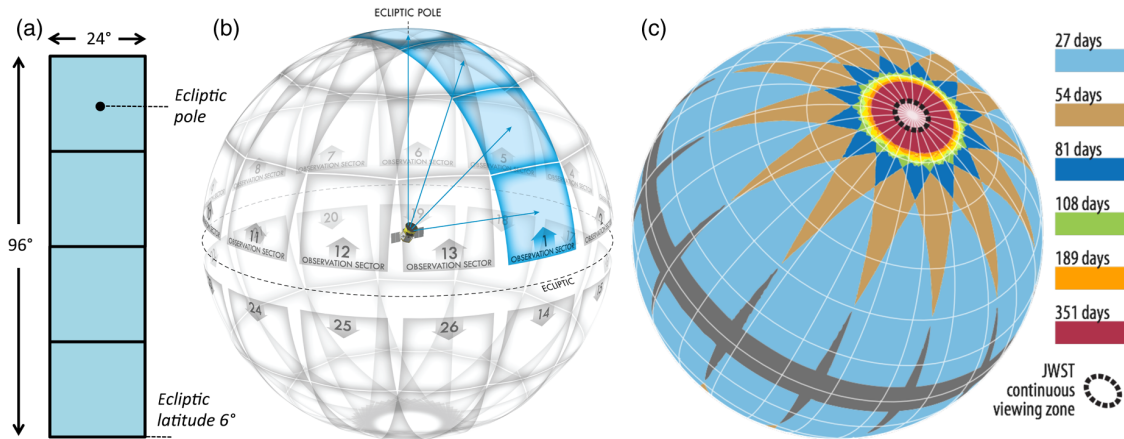 (a)
24°
96°
Ecliptic
pole
Ecliptic
latitude 6°
(b)
ECLIPTIC POLE
8
OBSERVATION SECTOR
7
OBSERVATION SECTOR
6
OBSERVATION SECTOR
5
OBSERVATION SECTOR
20
19
11
OBSERVATION SECTOR
12
OBSERVATION SECTOR
13
OBSERVATION SECTOR
1
OBSERVATION SECTOR
ECLIPTIC
24
25
26
14
(c)
27 days
54 days
81 days
108 days
189 days
351 days
JWST
continuous
viewing zone